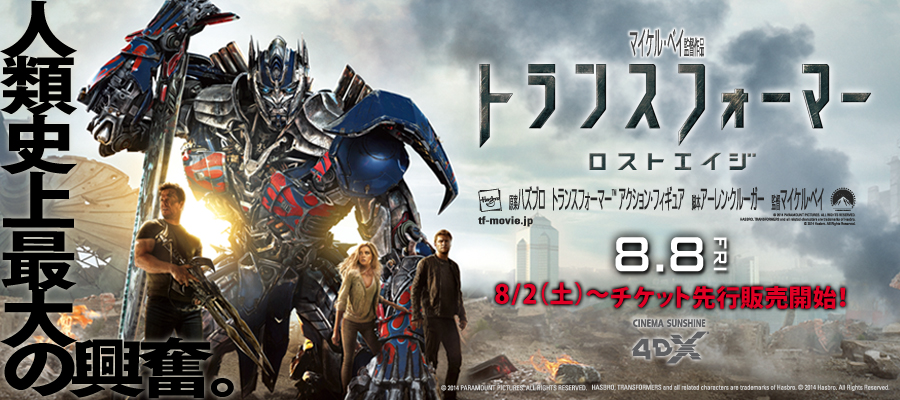 人類史上最大の興奮。
マイケル・ベイ監督作品
トランスフォーマー
ロストエイジ
原案ハズブロ トランスフォーマー™アクション・フィギュア 脚本アーレン・クルーガー 監督マイケル・ベイ
tf-movie.jp
8.8 FRI
8/2(土)〜チケット先行販売開始!
CINEMA SUNSHINE
4DX
© 2014 PARAMOUNT PICTURES. ALL RIGHTS RESERVED. HASBRO, TRANSFORMERS and all related characters are trademarks of Hasbro. © 2014 Hasbro. All Rights Reserved.